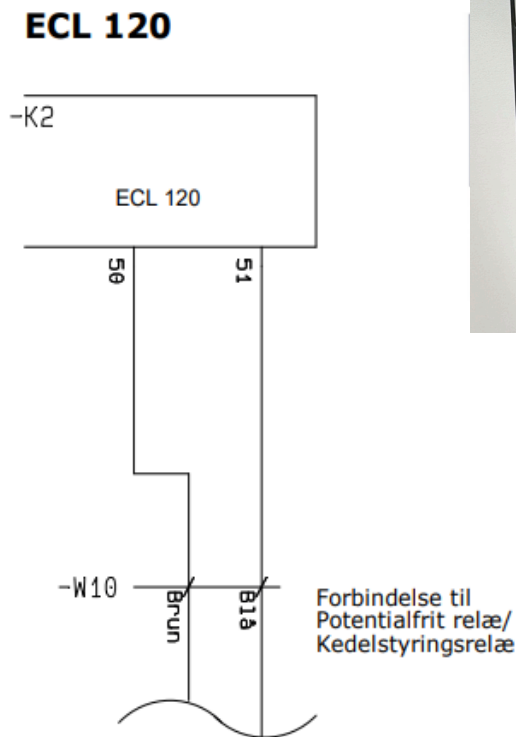 ECL 120
-K2
ECL 120
50
51
-W10
Brun
Blå
Forbindelse til
Potentialfrit relæ/
Kedelstyringsrelæ